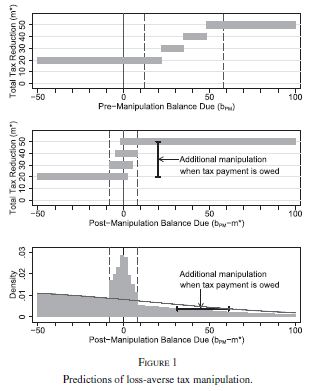 Total Tax Reduction (m*)
0 10 20 30 40 50
−50 0 50 100
Pre−Manipulation Balance Due (bPM)
Total Tax Reduction (m*)
0 10 20 30 40 50
Additional manipulation
when tax payment is owed
−50 0 50 100
Post−Manipulation Balance Due (bPM−m*)
Density
0 .01 .02 .03
Additional manipulation
when tax payment is owed
−50 0 50 100
Post−Manipulation Balance Due (bPM−m*)
FIGURE 1
Predictions of loss-averse tax manipulation.